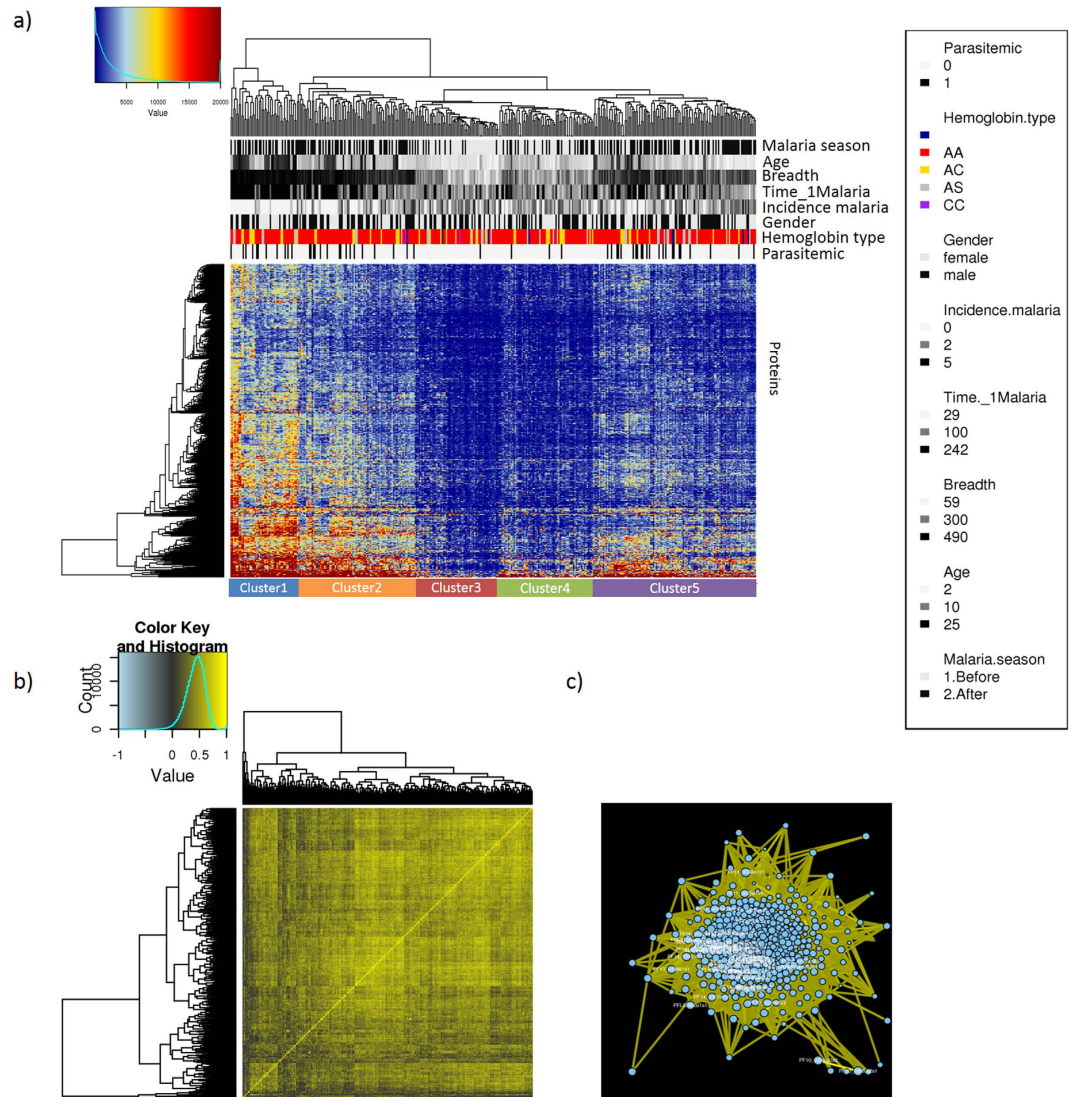 a)
5000 10000 15000 20000
Value
Malaria season
Age
Breadth
Time_1Malaria
Incidence malaria
Gender
Hemoglobin type
Parasitemic
Proteins
Cluster1 Cluster2 Cluster3 Cluster4 Cluster5
Parasitemic
0
1
Hemoglobin.type
AA
AC
AS
CC
Gender
female
male
Incidence.malaria
0
2
5
Time._1Malaria
29
100
242
Breadth
59
300
490
Age
2
10
25
Malaria.season
1.Before
2.After
b)
Color Key
and Histogram
Count
0 10000
-1 0 0.5 1
Value
c)